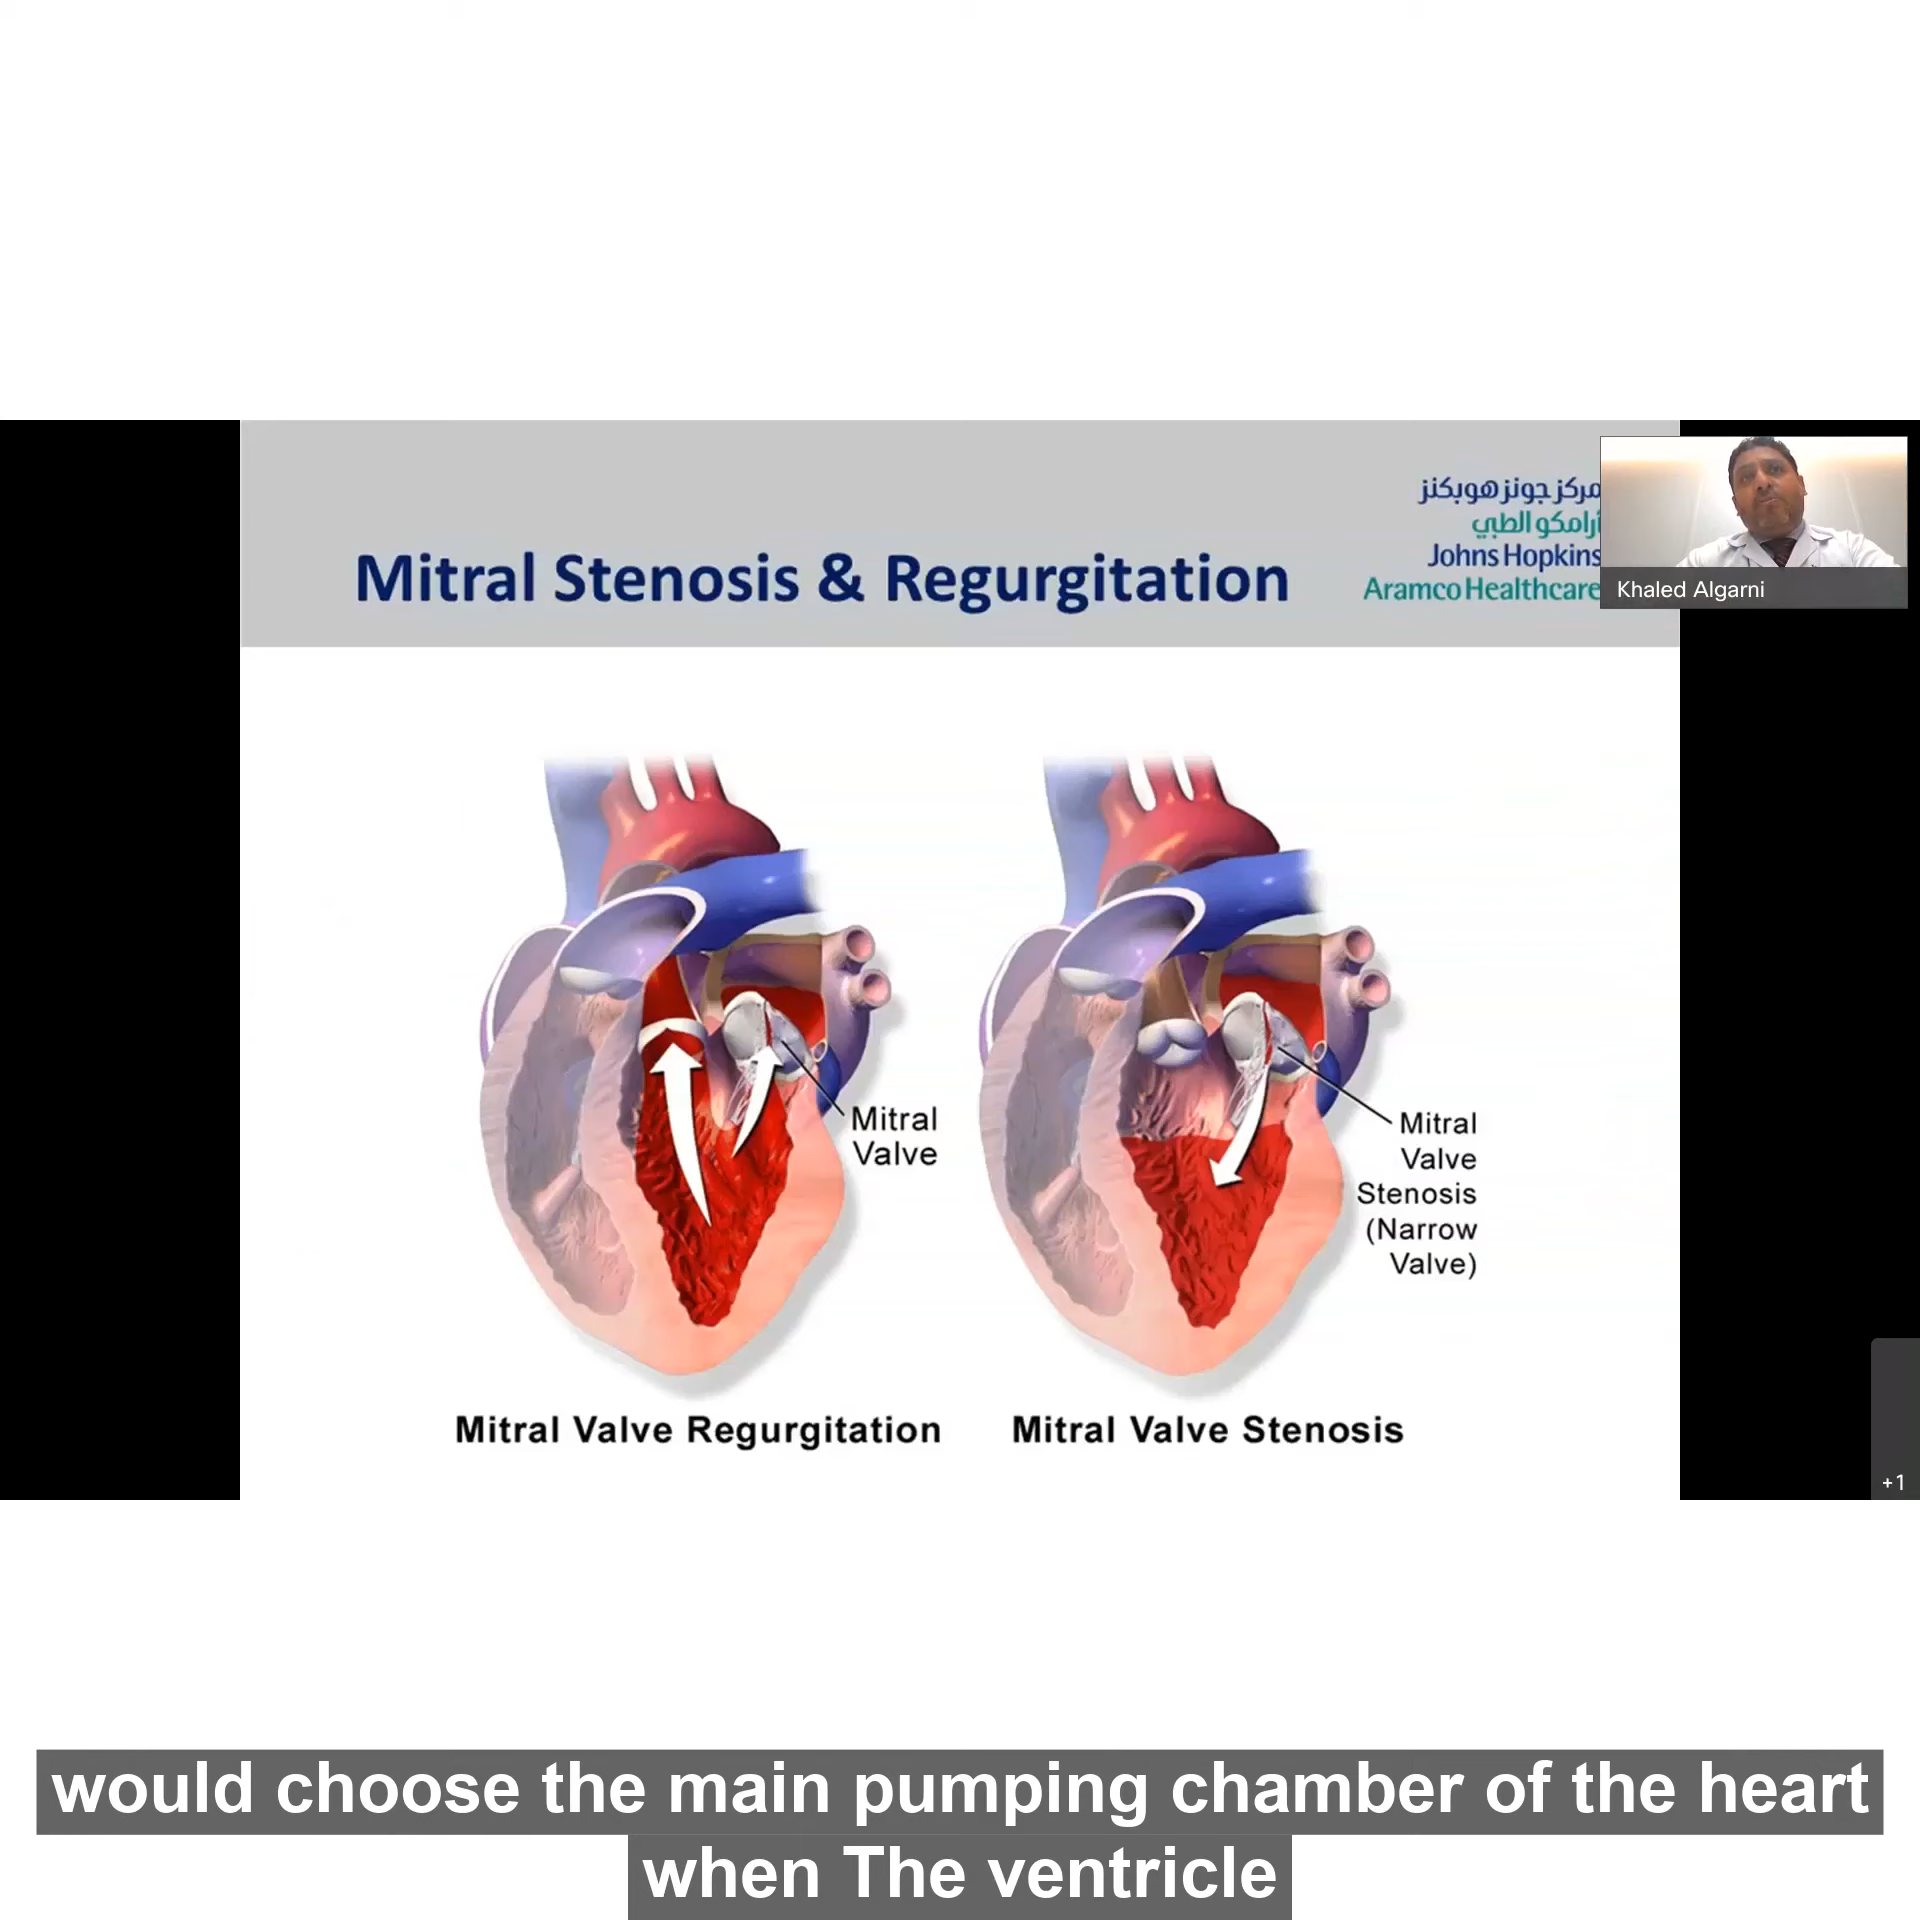 Mitral Stenosis & Regurgitation
مركز جونز هوبكنز
أرامكو الطبي
Johns Hopkins
Aramco Healthcare
Khaled Algarni
Mitral
Valve
Mitral
Valve
Stenosis
(Narrow
Valve)
Mitral Valve Regurgitation
Mitral Valve Stenosis
+1
would choose the main pumping chamber of the heart
when The ventricle